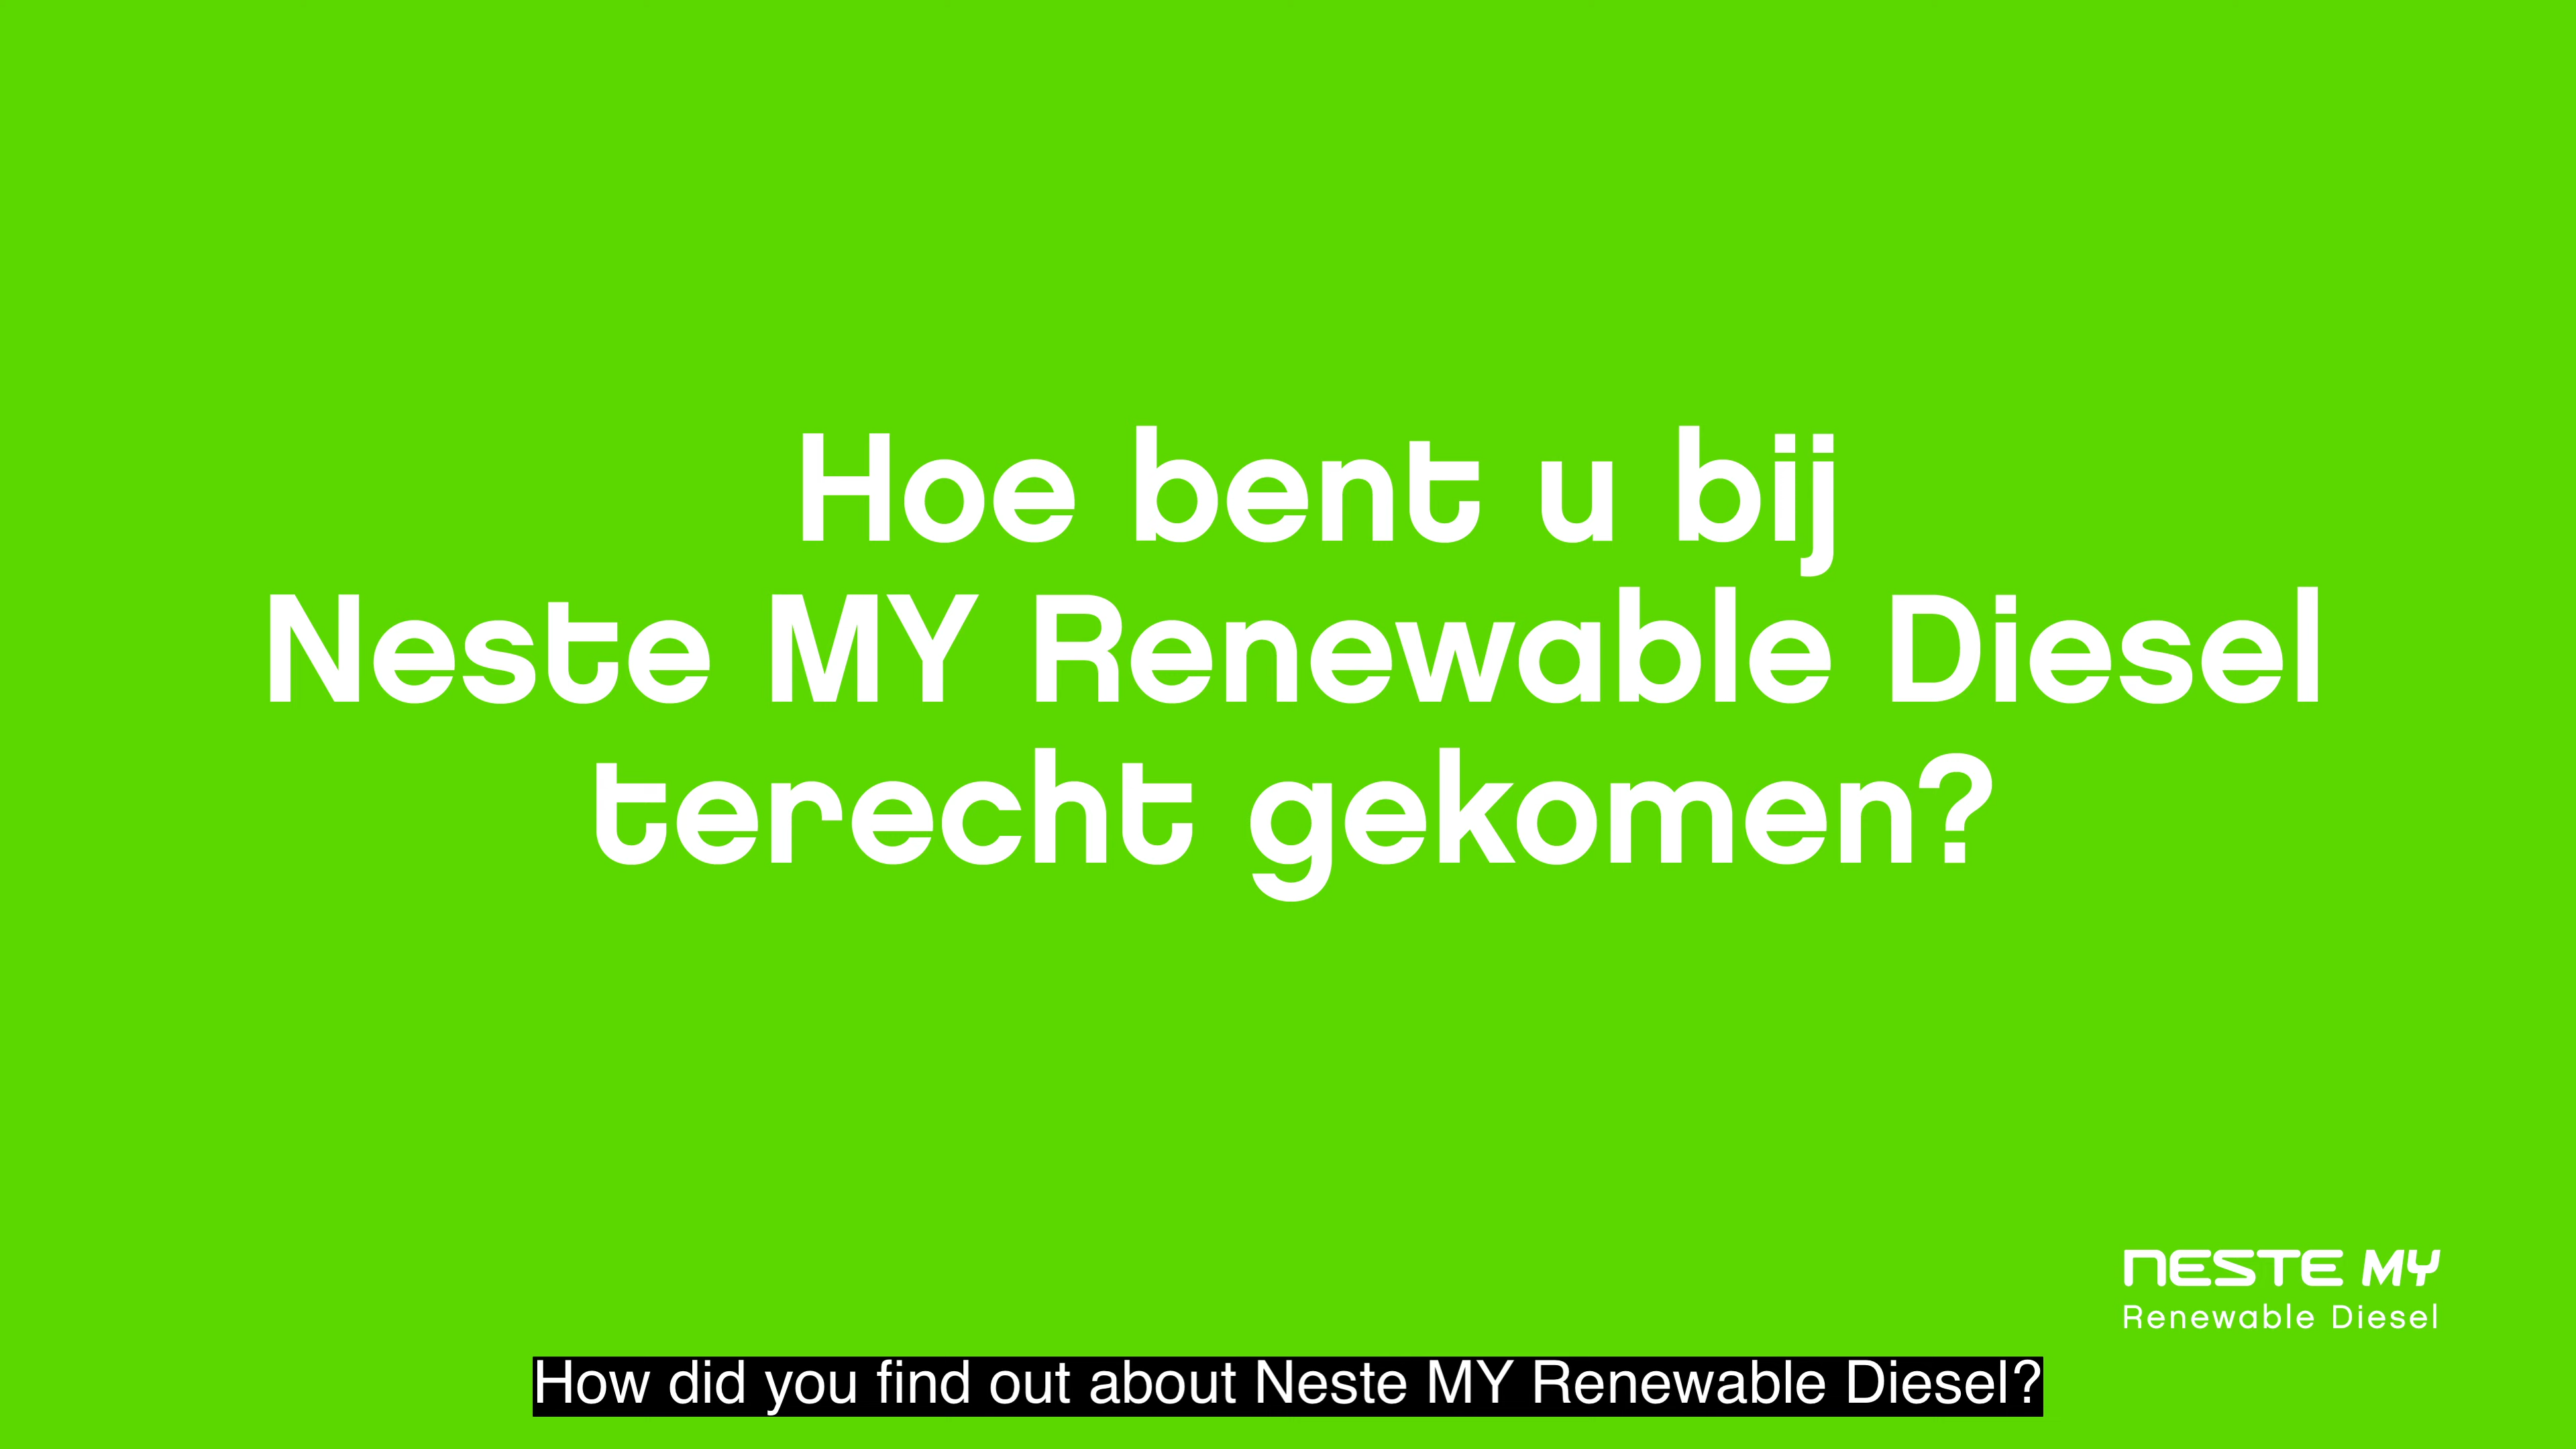 Hoe bent u bij
Neste MY Renewable Diesel
terecht gekomen?
NESTE MY
Renewable Diesel
How did you find out about Neste MY Renewable Diesel?